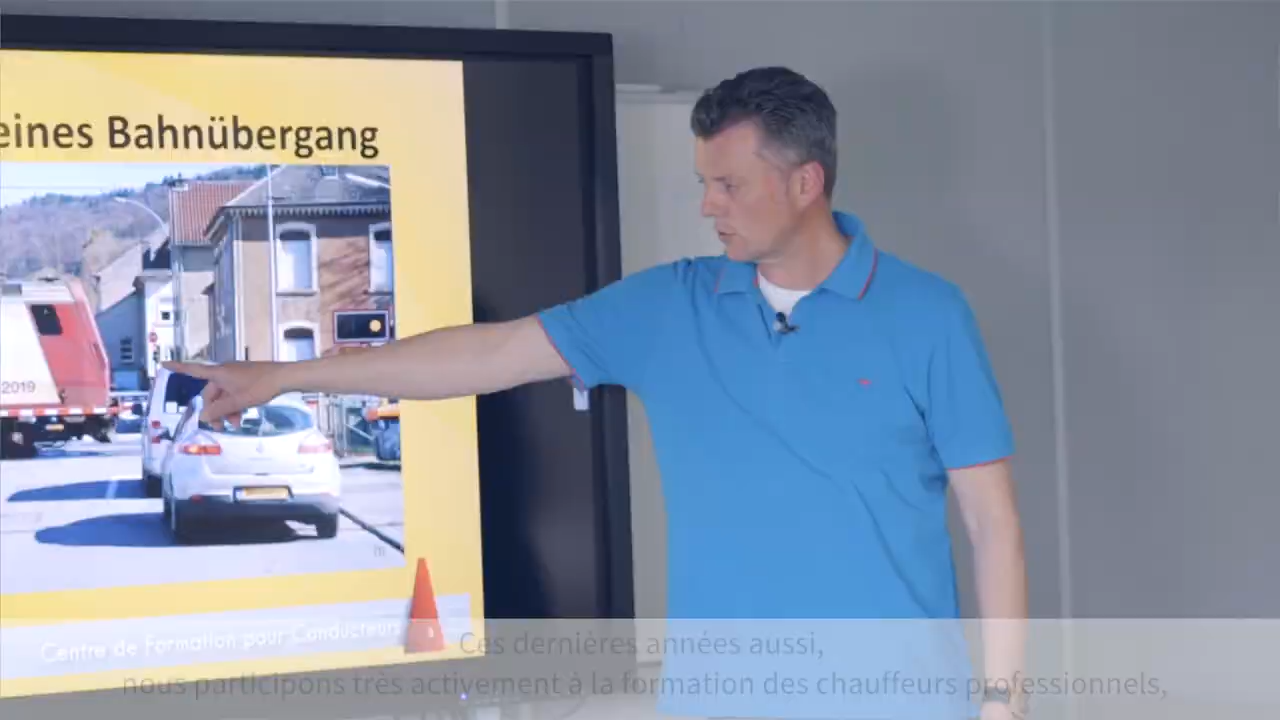 eines Bahnübergang
2019
Centre de Formation pour Conducteurs
Ces dernières années aussi,
nous participons très activement à la formation des chauffeurs professionnels,